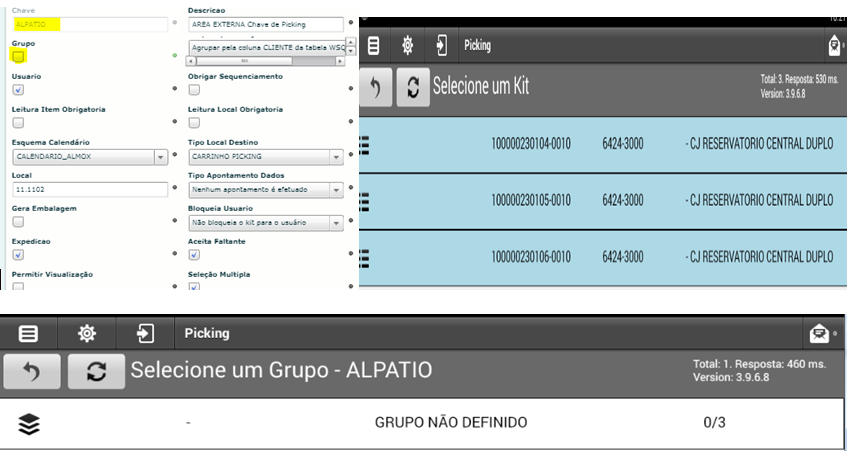 Chave
Descricao
ALPATIO
AREA EXTERNA Chave de Picking
Grupo
Agrupar pela coluna CLIENTE da tabela WSQ
Usuario
Obrigar Sequenciamento
Leitura Item Obrigatoria
Leitura Local Obrigatoria
Esquema Calendário
Tipo Local Destino
CALENDARIO_ALMOX
CARRINHO PICKING
Local
Tipo Apontamento Dados
11.1102
Nenhum apontamento é efetuado
Gera Embalagem
Bloqueia Usuario
Não bloqueia o kit para o usuário
Expedicao
Aceita Faltante
Permitir Visualização
Seleção Multipla
Picking
Selecione um Kit
Total: 3. Resposta: 530 ms.
Version: 3.9.6.8
100000230104-0010 6424-3000 - CJ RESERVATORIO CENTRAL DUPLO
100000230105-0010 6424-3000 - CJ RESERVATORIO CENTRAL DUPLO
100000230106-0010 6424-3000 - CJ RESERVATORIO CENTRAL DUPLO
Picking
Selecione um Grupo - ALPATIO
Total: 1. Resposta: 460 ms.
Version: 3.9.6.8
- GRUPO NÃO DEFINIDO 0/3